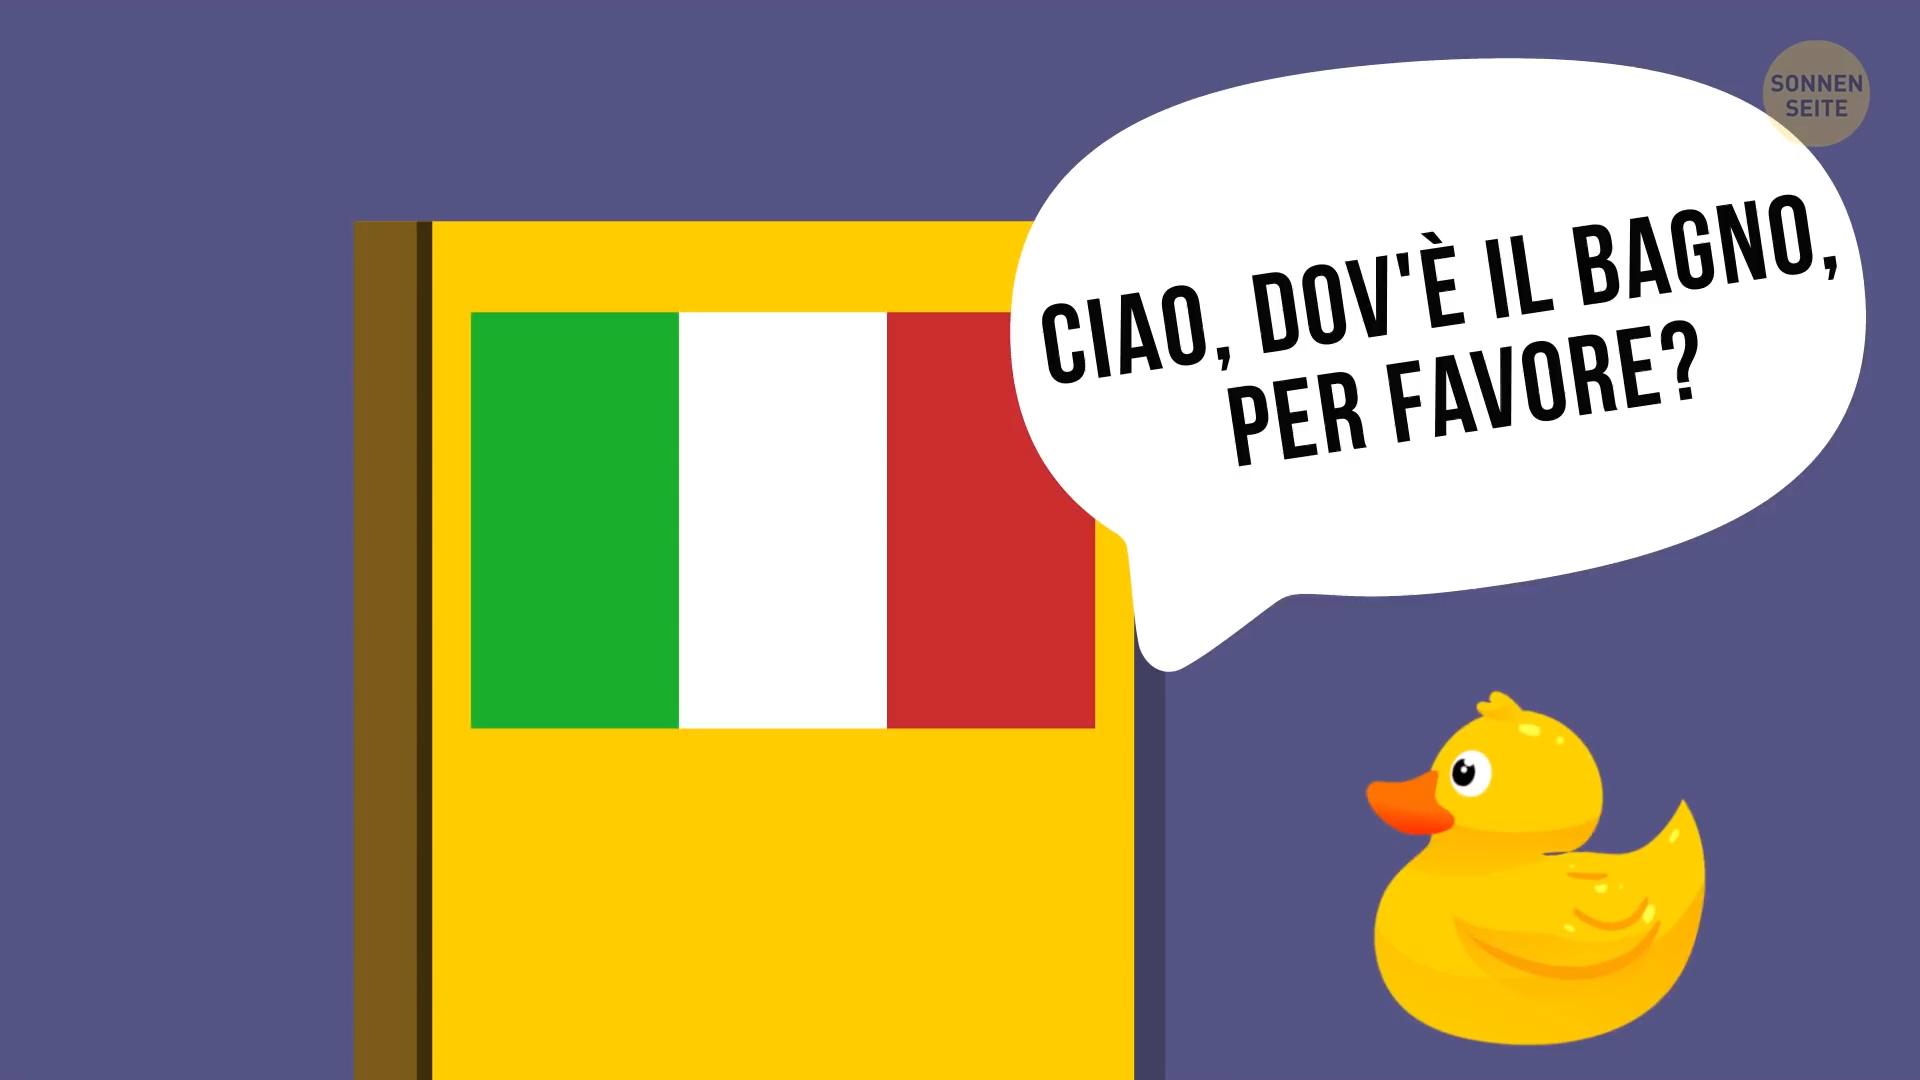 SONNEN
SEITE
CIAO, DOV'È IL BAGNO,
PER FAVORE?